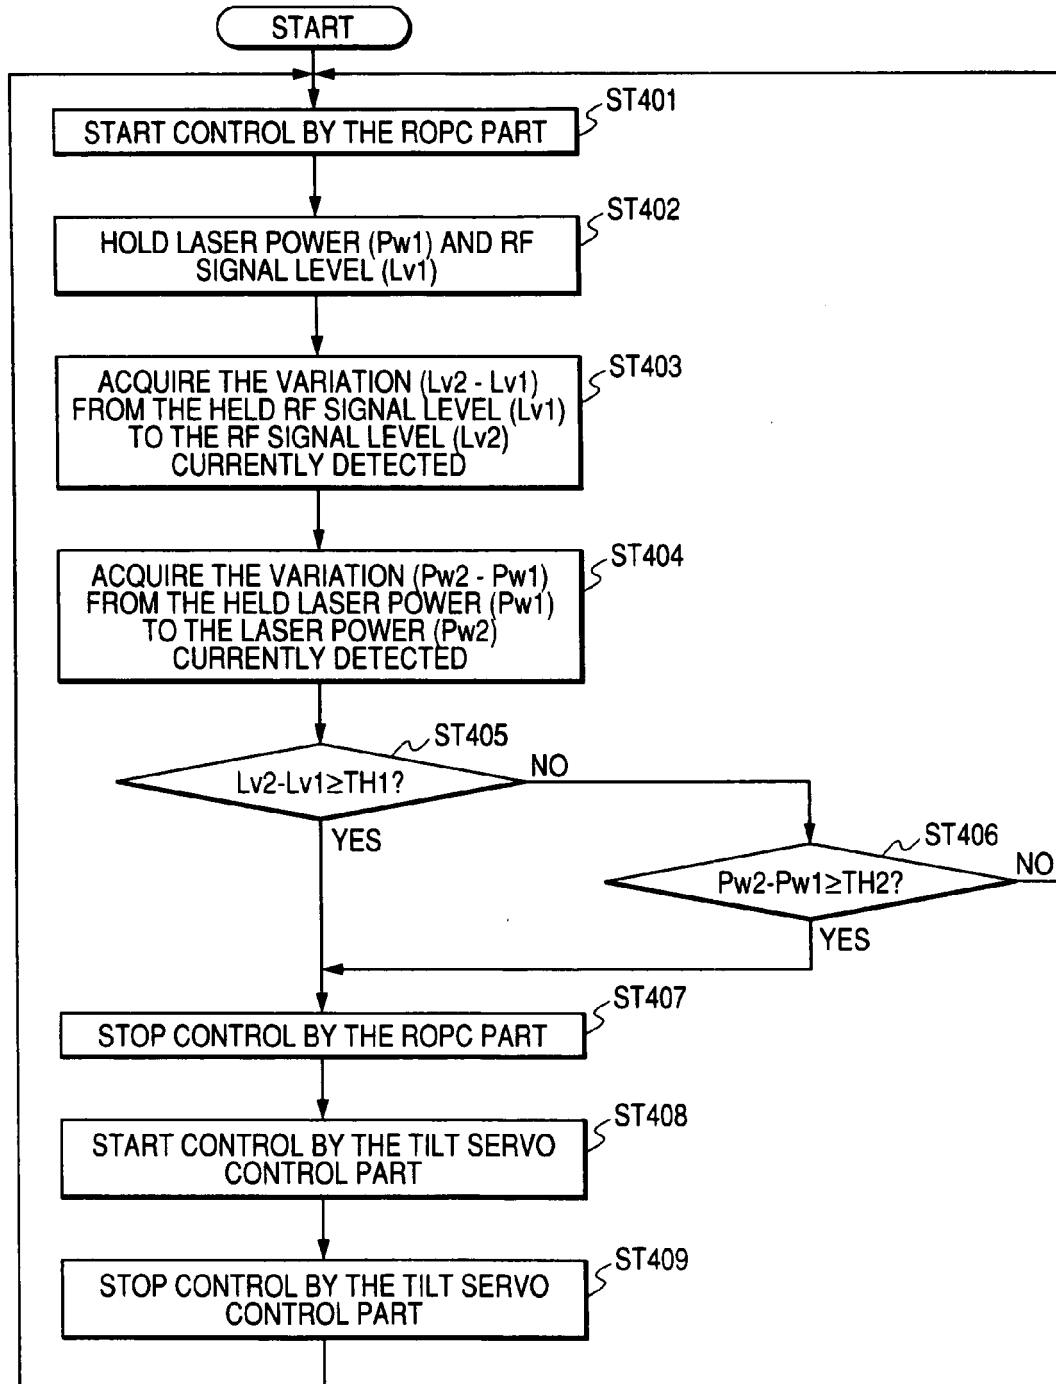 START
ST401
START CONTROL BY THE ROPC PART
ST402
HOLD LASER POWER (Pw1) AND RF
SIGNAL LEVEL (Lv1)
ST403
ACQUIRE THE VARIATION (Lv2 - Lv1)
FROM THE HELD RF SIGNAL LEVEL (Lv1)
TO THE RF SIGNAL LEVEL (Lv2)
CURRENTLY DETECTED
ST404
ACQUIRE THE VARIATION (Pw2 - Pw1)
FROM THE HELD LASER POWER (Pw1)
TO THE LASER POWER (Pw2)
CURRENTLY DETECTED
ST405
Lv2-Lv1≥TH1?
NO
YES
ST406
Pw2-Pw1≥TH2?
NO
YES
ST407
STOP CONTROL BY THE ROPC PART
ST408
START CONTROL BY THE TILT SERVO
CONTROL PART
ST409
STOP CONTROL BY THE TILT SERVO
CONTROL PART